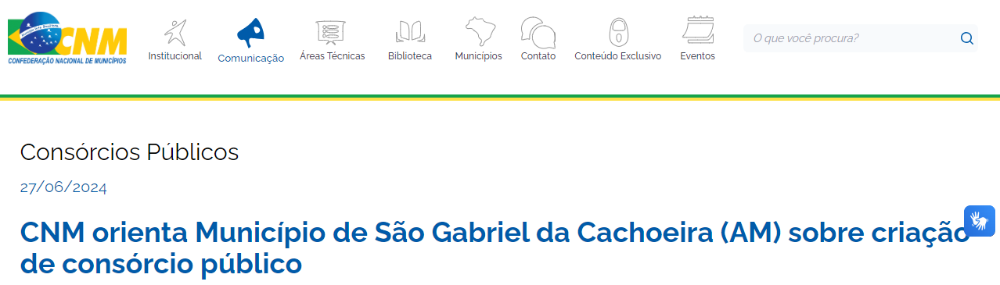 CNM
CONFEDERAÇÃO NACIONAL DE MUNICÍPIOS
Institucional
Comunicação
Áreas Técnicas
Biblioteca
Municípios
Contato
Conteúdo Exclusivo
Eventos
O que você procura?
Consórcios Públicos
27/06/2024
CNM orienta Município de São Gabriel da Cachoeira (AM) sobre criação
de consórcio público